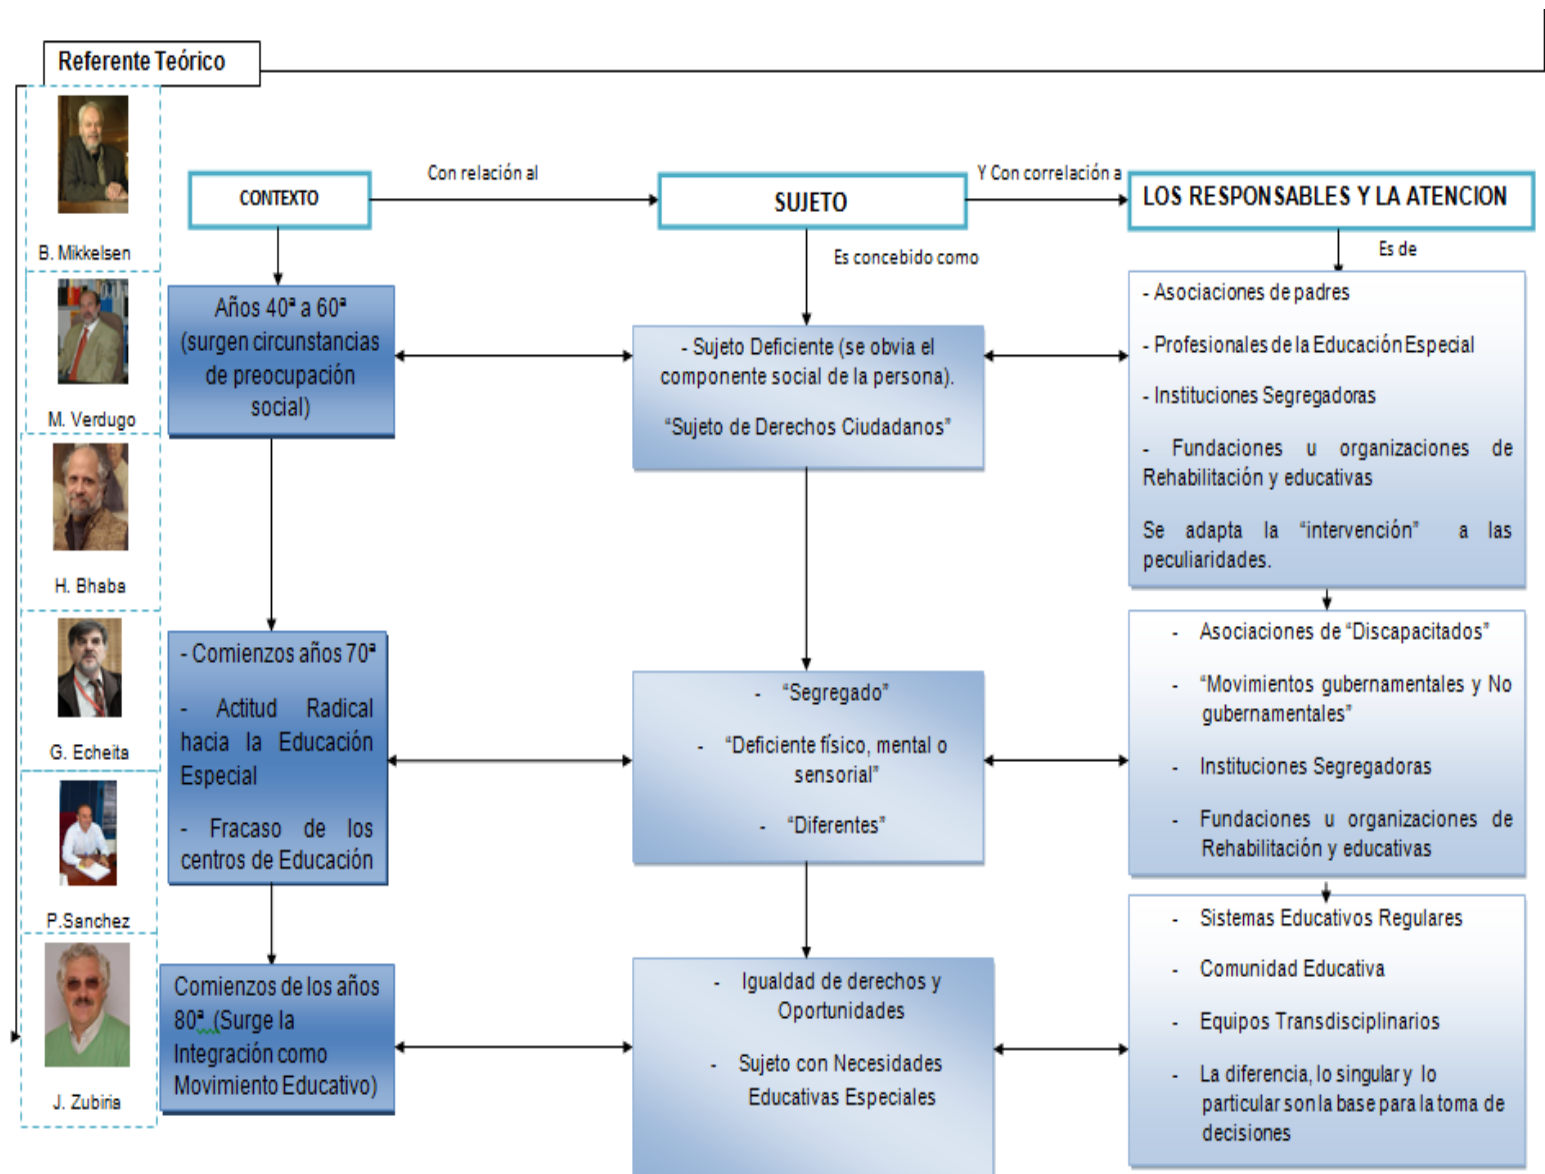 Referente Teórico
B. Mikkelsen
M. Verdugo
H. Bhaba
G. Echeita
P.Sanchez
J. Zubiria
CONTEXTO
Con relación al
SUJETO
Y Con correlación a
LOS RESPONSABLES Y LA ATENCION
Es concebido como
Es de
Años 40ª a 60ª
(surgen circunstancias
de preocupación
social)
- Sujeto Deficiente (se obvia el
componente social de la persona).
“Sujeto de Derechos Ciudadanos”
- Asociaciones de padres
- Profesionales de la Educación Especial
- Instituciones Segregadoras
- Fundaciones u organizaciones de
Rehabilitación y educativas
Se adapta la “intervención” a las
peculiaridades.
- Comienzos años 70ª
- Actitud Radical
hacia la Educación
Especial
- Fracaso de los
centros de Educación
- “Segregado”
- “Deficiente físico, mental o
sensorial”
- “Diferentes”
- Asociaciones de “Discapacitados”
- “Movimientos gubernamentales y No
gubernamentales”
- Instituciones Segregadoras
- Fundaciones u organizaciones de
Rehabilitación y educativas
Comienzos de los años
80ª (Surge la
Integración como
Movimiento Educativo)
- Igualdad de derechos y
Oportunidades
- Sujeto con Necesidades
Educativas Especiales
- Sistemas Educativos Regulares
- Comunidad Educativa
- Equipos Transdisciplinarios
- La diferencia, lo singular y lo
particular son la base para la toma de
decisiones